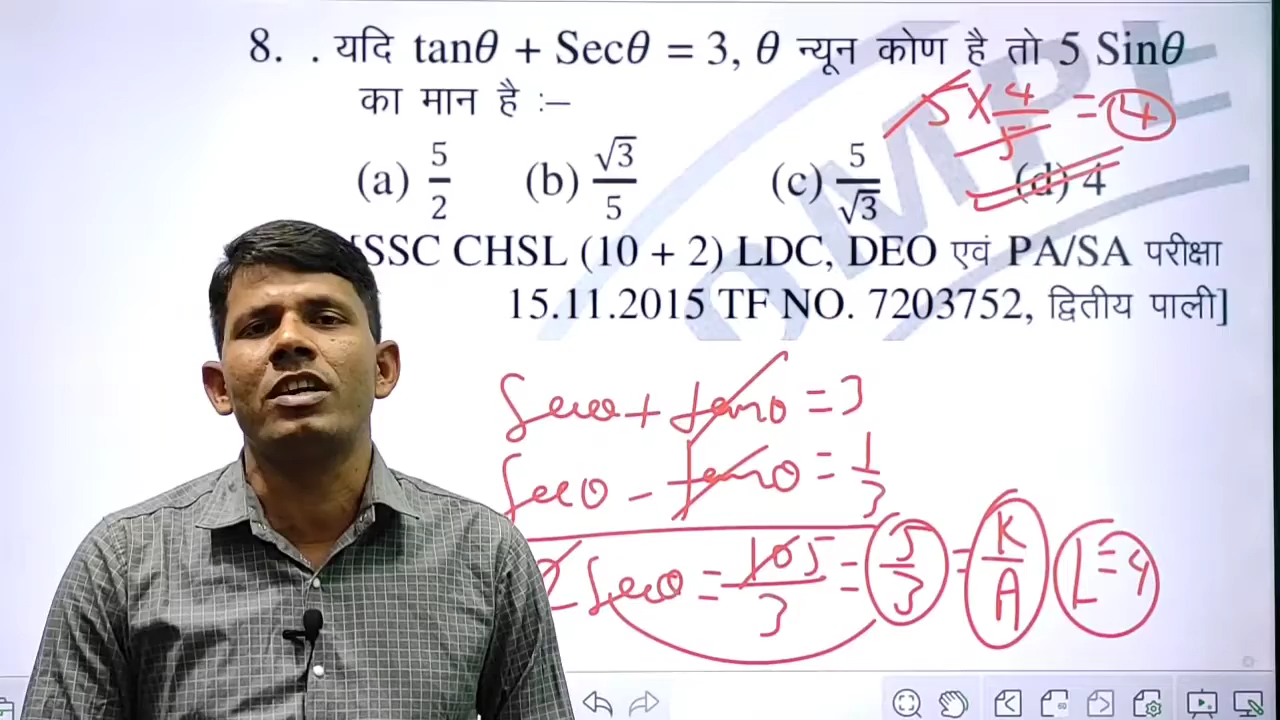 8. . यदि tanθ + Secθ = 3, θ न्यून कोण है तो 5 Sinθ
का मान है :–
5 × 4/5 = 4
(a) 5/2 (b) √3/5 (c) 5/√3 (d) 4
[SSC CHSL (10 + 2) LDC, DEO एवं PA/SA परीक्षा
15.11.2015 TF NO. 7203752, द्वितीय पाली]
Secθ + tanθ = 3
Secθ - tanθ = 1/3
2 Secθ = 10 5/3 = 5/3 = K/A L = 4